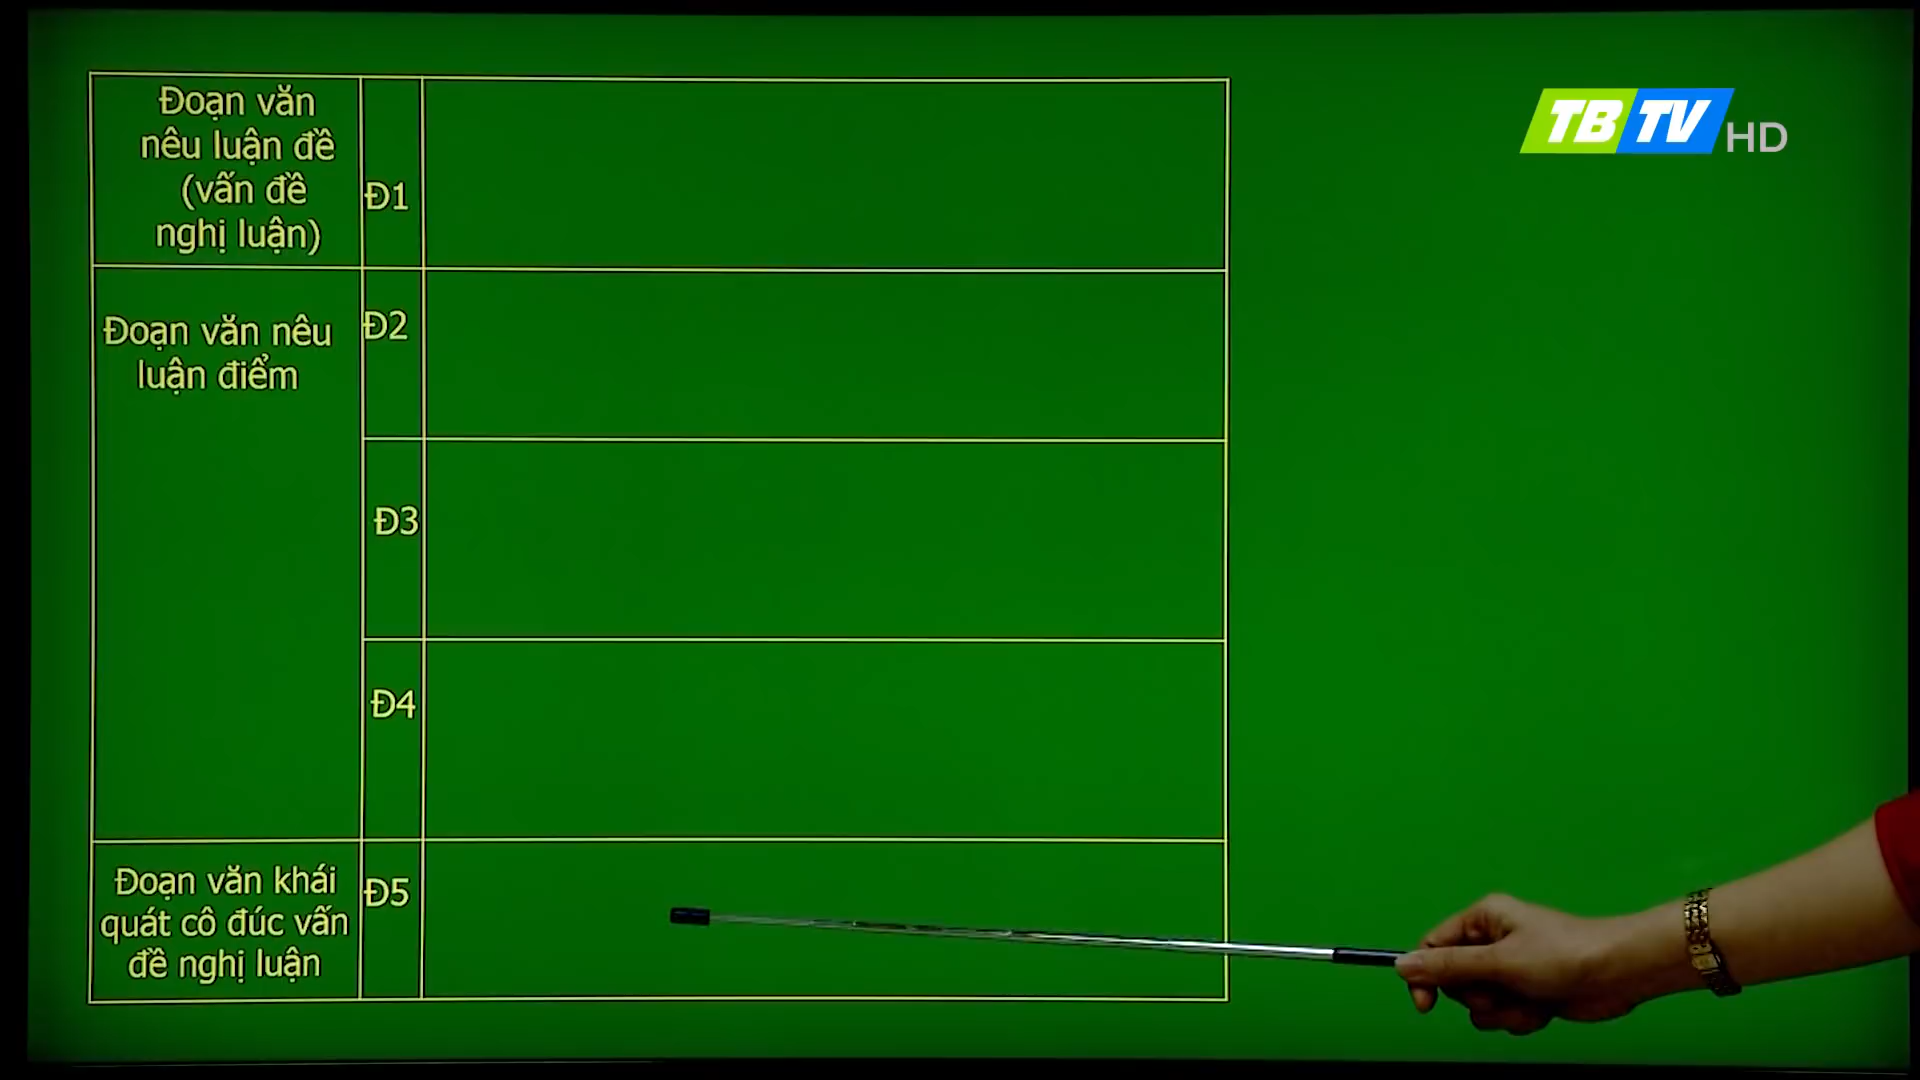 Đoạn văn
nêu luận đề
(vấn đề
nghị luận)
Đ1
Đoạn văn nêu
luận điểm
Đ2
Đ3
Đ4
Đoạn văn khái
quát cô đúc vấn
đề nghị luận
Đ5
TBTV HD